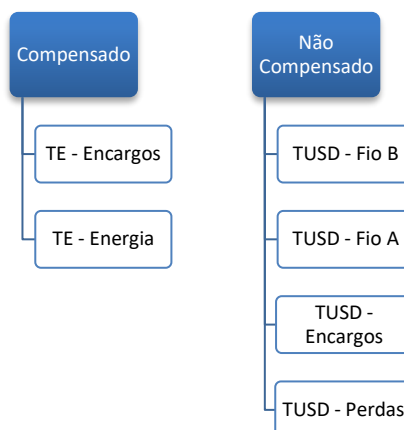 Compensado
TE - Encargos
TE - Energia
Não
Compensado
TUSD - Fio B
TUSD - Fio A
TUSD -
Encargos
TUSD - Perdas